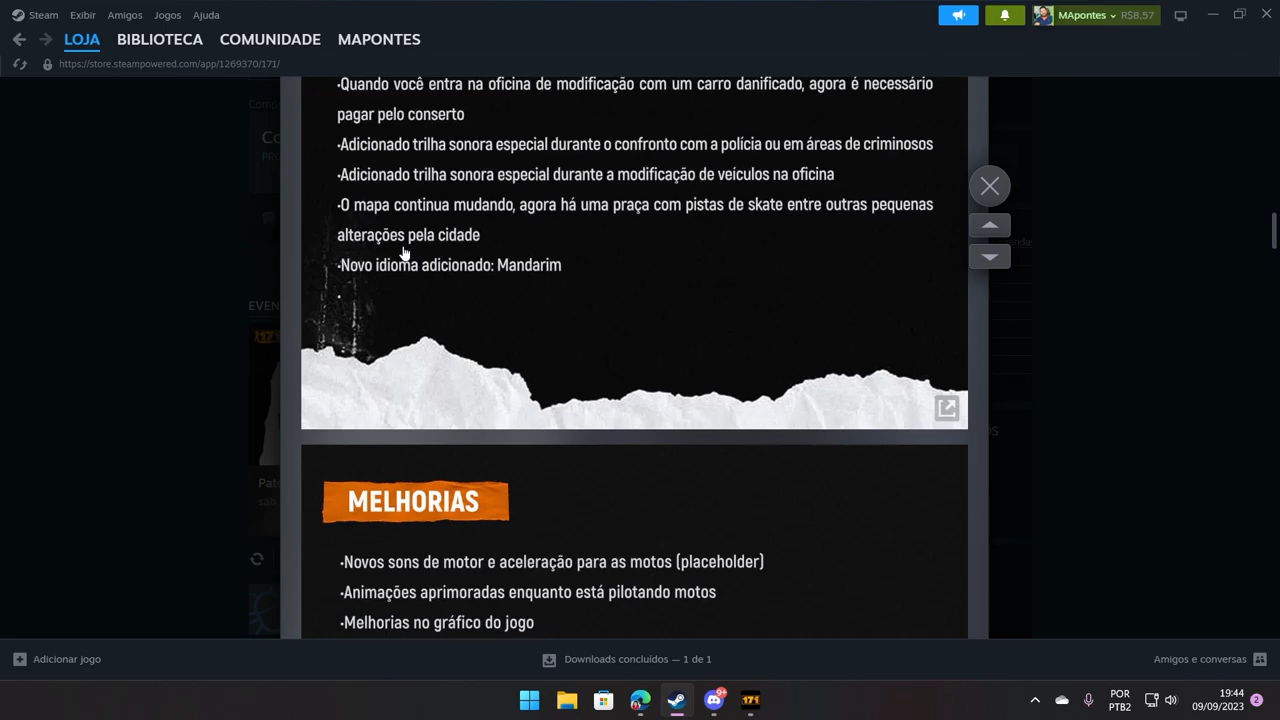 Steam Exibir Amigos Jogos Ajuda
MApontes R$8,57
LOJA BIBLIOTECA COMUNIDADE MAPONTES
https://store.steampowered.com/app/1269370/171/
·Quando você entra na oficina de modificação com um carro danificado, agora é necessário
pagar pelo conserto
·Adicionado trilha sonora especial durante o confronto com a polícia ou em áreas de criminosos
·Adicionado trilha sonora especial durante a modificação de veículos na oficina
·O mapa continua mudando, agora há uma praça com pistas de skate entre outras pequenas
alterações pela cidade
·Novo idioma adicionado: Mandarim
·
EVEN
MELHORIAS
·Novos sons de motor e aceleração para as motos (placeholder)
·Animações aprimoradas enquanto está pilotando motos
·Melhorias no gráfico do jogo
Adicionar jogo
Downloads concluídos — 1 de 1
Amigos e conversas
9+
171
POR
PTB2
19:44
09/09/2023
2